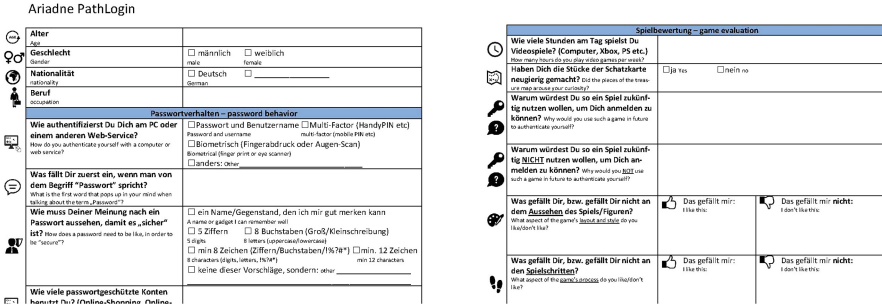 Ariadne PathLogin
Alter
Age
Geschlecht
Gender
☐ männlich ☐ weiblich
male female
Nationalität
nationality
☐ Deutsch ☐ ________________
German
Beruf
occupation
Passwortverhalten – password behavior
Wie authentifizierst Du Dich am PC oder
einem anderen Web-Service?
How do you authenticate yourself with a computer or
web service?
☐Passwort und Benutzername ☐Multi-Factor (HandyPIN etc)
Password and username multi-factor (mobile PIN etc)
☐Biometrisch (Fingerabdruck oder Augen-Scan)
Biometrical (finger print or eye scanner)
☐anders: Other________________
Was fällt Dir zuerst ein, wenn man von
dem Begriff "Passwort" spricht?
What is the first word that pops up in your mind when
talking about the term „Password"?
Wie muss Deiner Meinung nach ein
Passwort aussehen, damit es „sicher"
ist? How does a password need to be like, in order to
be "secure"?
☐ ein Name/Gegenstand, den ich mir gut merken kann
A name or gadget I can remember well
☐ 5 Ziffern ☐ 8 Buchstaben (Groß/Kleinschreibung)
5 digits 8 letters (uppercase/lowercase)
☐ min 8 Zeichen (Ziffern/Buchstaben/!%?#*) ☐min. 12 Zeichen
8 characters (digits, letters, !%?#*) min 12 characters
☐ keine dieser Vorschläge, sondern: other ________________
Wie viele passwortgeschützte Konten
benutzt Du? (Online-Shopping, Online-
Spielbewertung – game evaluation
Wie viele Stunden am Tag spielst Du
Videospiele? (Computer, Xbox, PS etc.)
How many hours do you play video games per week?
Haben Dich die Stücke der Schatzkarte
neugierig gemacht? Did the pieces of the treas-
ure map arouse your curiosity?
☐ja Yes ☐nein no
Warum würdest Du so ein Spiel zukünf-
tig nutzen wollen, um Dich anmelden zu
können? Why would you use such a game in future
to authenticate yourself?
Warum würdest Du so ein Spiel zukünf-
tig NICHT nutzen wollen, um Dich an-
melden zu können? Why would you NOT use
such a game in future to authenticate yourself?
Was gefällt Dir, bzw. gefällt Dir nicht an
dem Aussehen des Spiels/Figuren?
What aspect of the game's layout and style do you
like/don't like?
Das gefällt mir:
I like this:
Das gefällt mir nicht:
I don't like this:
Was gefällt Dir, bzw. gefällt Dir nicht an
den Spielschritten?
What aspect of the game's process do you like/don't
like?
Das gefällt mir:
I like this:
Das gefällt mir nicht:
I don't like this: